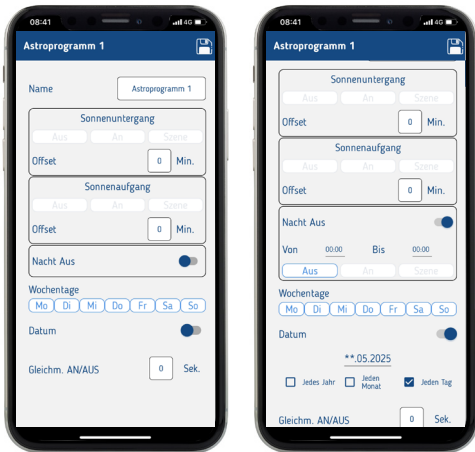 08:41
4G
Astroprogramm 1
Name
Astroprogramm 1
Sonnenuntergang
Aus An Szene
Offset 0 Min.
Sonnenaufgang
Aus An Szene
Offset 0 Min.
Nacht Aus
Wochentage
Mo Di Mi Do Fr Sa So
Datum
Gleichm. AN/AUS 0 Sek.
08:41
4G
Astroprogramm 1
Sonnenuntergang
Aus An Szene
Offset 0 Min.
Sonnenaufgang
Aus An Szene
Offset 0 Min.
Nacht Aus
Von 00:00 Bis 00:00
Aus An Szene
Wochentage
Mo Di Mi Do Fr Sa So
Datum
**.05.2025
Jedes Jahr Jeden Monat Jeden Tag
Gleichm. AN/AUS 0 Sek.